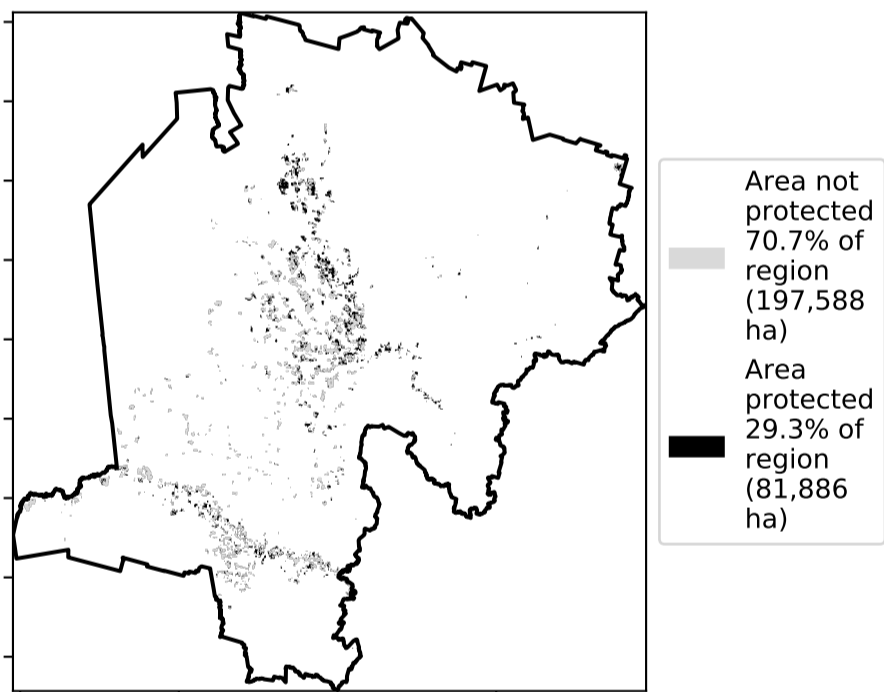 Area not
protected
70.7% of
region
(197,588
ha)
Area
protected
29.3% of
region
(81,886
ha)